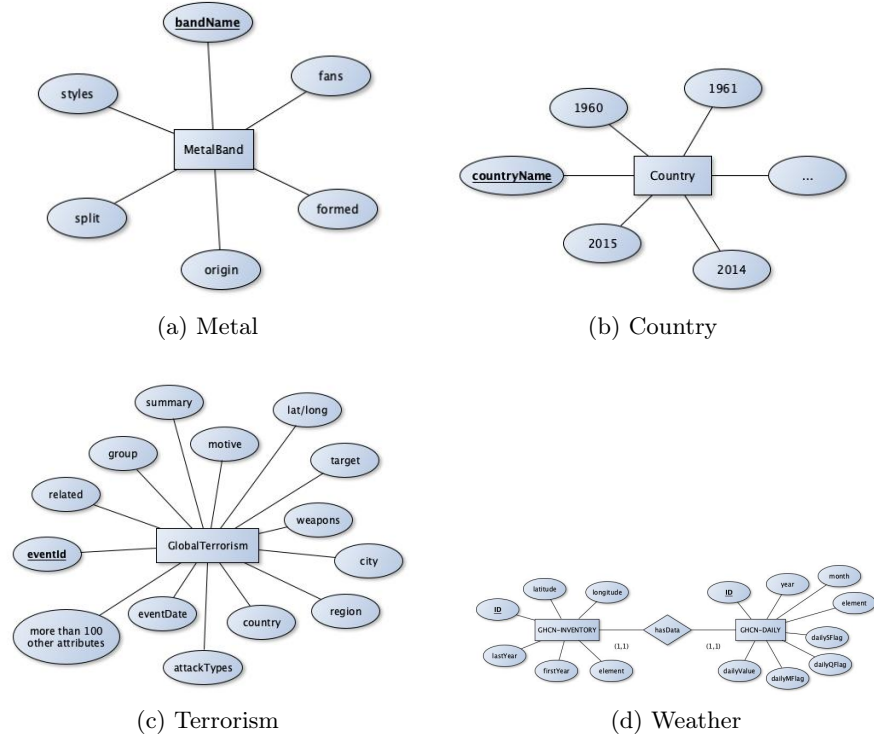 bandName
fans
styles
MetalBand
split
formed
origin
(a) Metal
1960
1961
countryName
Country
...
2015
2014
(b) Country
summary
lat/long
group
motive
target
related
weapons
eventId
GlobalTerrorism
city
more than 100
other attributes
eventDate
country
region
attackTypes
(c) Terrorism
ID
latitude
longitude
GHCN-INVENTORY
(1,1)
lastYear
firstYear
element
hasData
ID
year
month
element
GHCN-DAILY
(1,1)
dailySFlag
dailyQFlag
dailyValue
dailyMFlag
(d) Weather